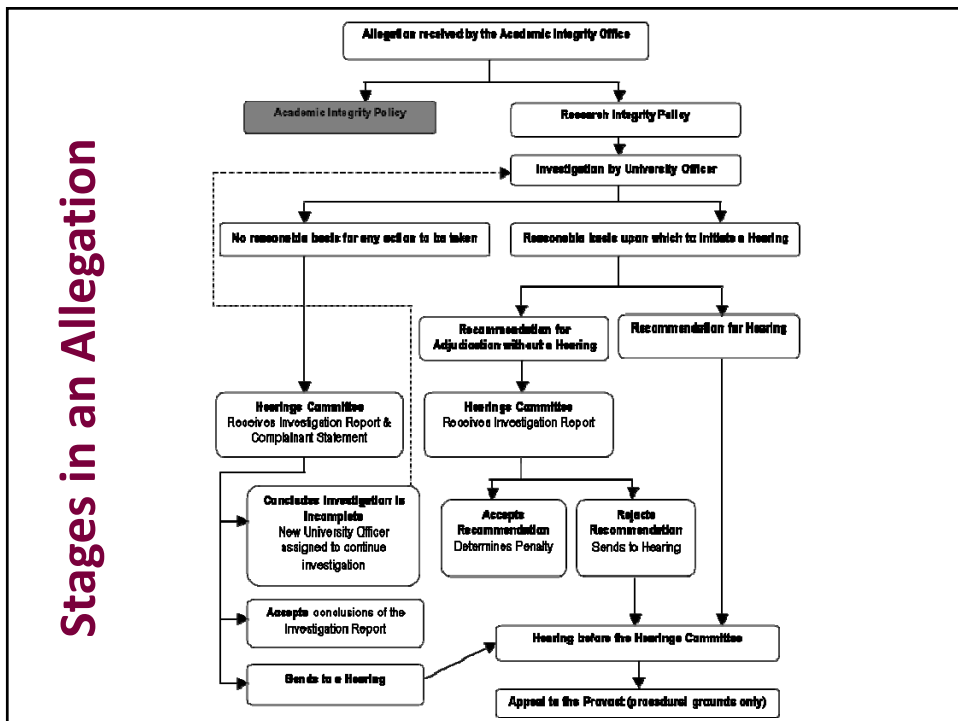 Stages in an Allegation
Allegation received by the Academic Integrity Office
Academic Integrity Policy
Research Integrity Policy
Investigation by University Officer
No reasonable basis for any action to be taken
Reasonable basis upon which to initiate a Hearing
Recommendation for
Adjudication without a Hearing
Recommendation for Hearing
Hearings Committee
Receives Investigation Report &
Complainant Statement
Hearings Committee
Receives Investigation Report
Concludes Investigation is
Incomplete
New University Officer
assigned to continue
investigation
Accepts
Recommendation
Determines Penalty
Rejects
Recommendation
Sends to Hearing
Accepts conclusions of the
Investigation Report
Sends to a Hearing
Hearing before the Hearings Committee
Appeal to the Provost (procedural grounds only)